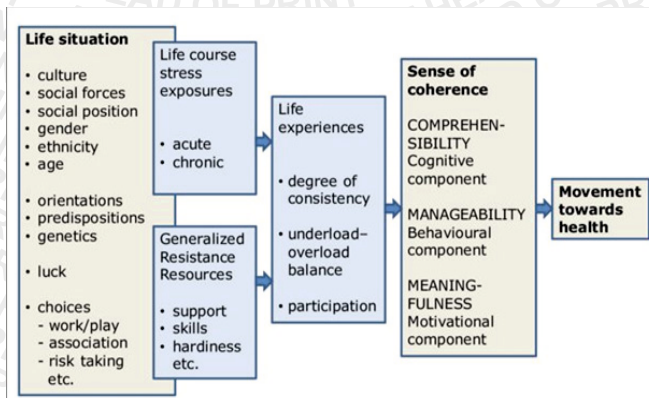 Life situation
• culture
• social forces
• social position
• gender
• ethnicity
• age
• orientations
• predispositions
• genetics
• luck
• choices
- work/play
- association
- risk taking
etc.
Life course
stress
exposures
• acute
• chronic
Generalized
Resistance
Resources
• support
• skills
• hardiness
etc.
Life
experiences
• degree of
consistency
• underload–
overload
balance
• participation
Sense of
coherence
COMPREHEN-
SIBILITY
Cognitive
component
MANAGEABILITY
Behavioural
component
MEANING-
FULNESS
Motivational
component
Movement
towards
health